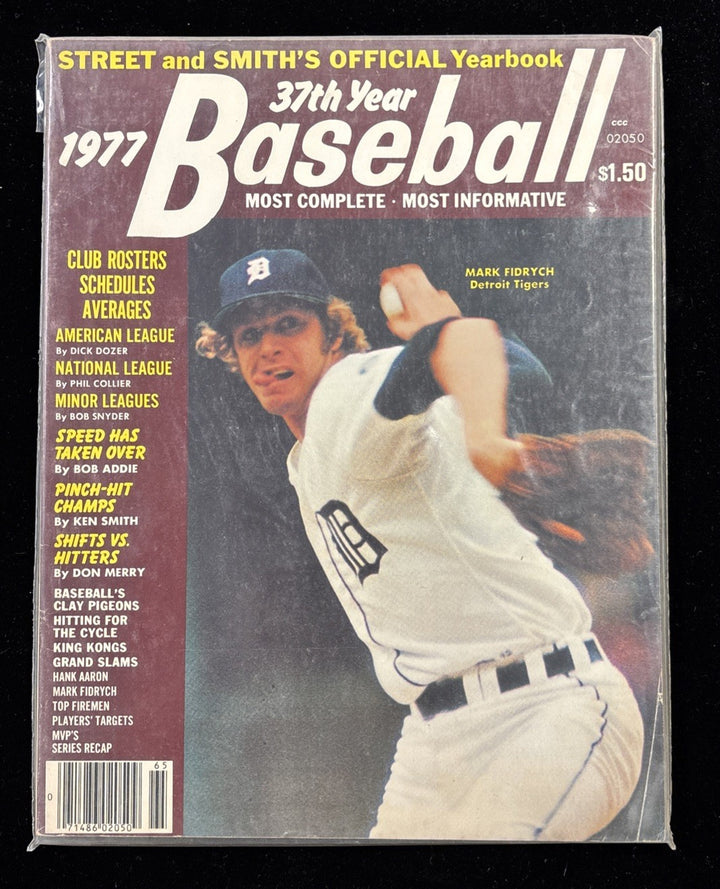 STREET and SMITH'S OFFICIAL Yearbook
37th Year
1977
Baseball
ccc
02050
$1.50
MOST COMPLETE · MOST INFORMATIVE
MARK FIDRYCH
Detroit Tigers
CLUB ROSTERS
SCHEDULES
AVERAGES
AMERICAN LEAGUE
By DICK DOZER
NATIONAL LEAGUE
By PHIL COLLIER
MINOR LEAGUES
By BOB SNYDER
SPEED HAS
TAKEN OVER
By BOB ADDIE
PINCH-HIT
CHAMPS
By KEN SMITH
SHIFTS VS.
HITTERS
By DON MERRY
BASEBALL'S
CLAY PIGEONS
HITTING FOR
THE CYCLE
KING KONGS
GRAND SLAMS
HANK AARON
MARK FIDRYCH
TOP FIREMEN
PLAYERS' TARGETS
MVP'S
SERIES RECAP
65
0
71486 02050
D
D